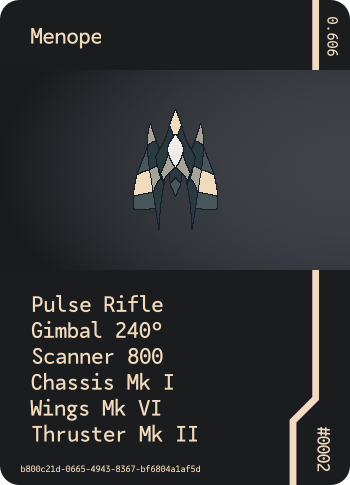 Menope
0.606
Pulse Rifle
Gimbal 240°
Scanner 800
Chassis Mk I
Wings Mk VI
Thruster Mk II
#0002
b800c21d-0665-4943-8367-bf6804a1af5d